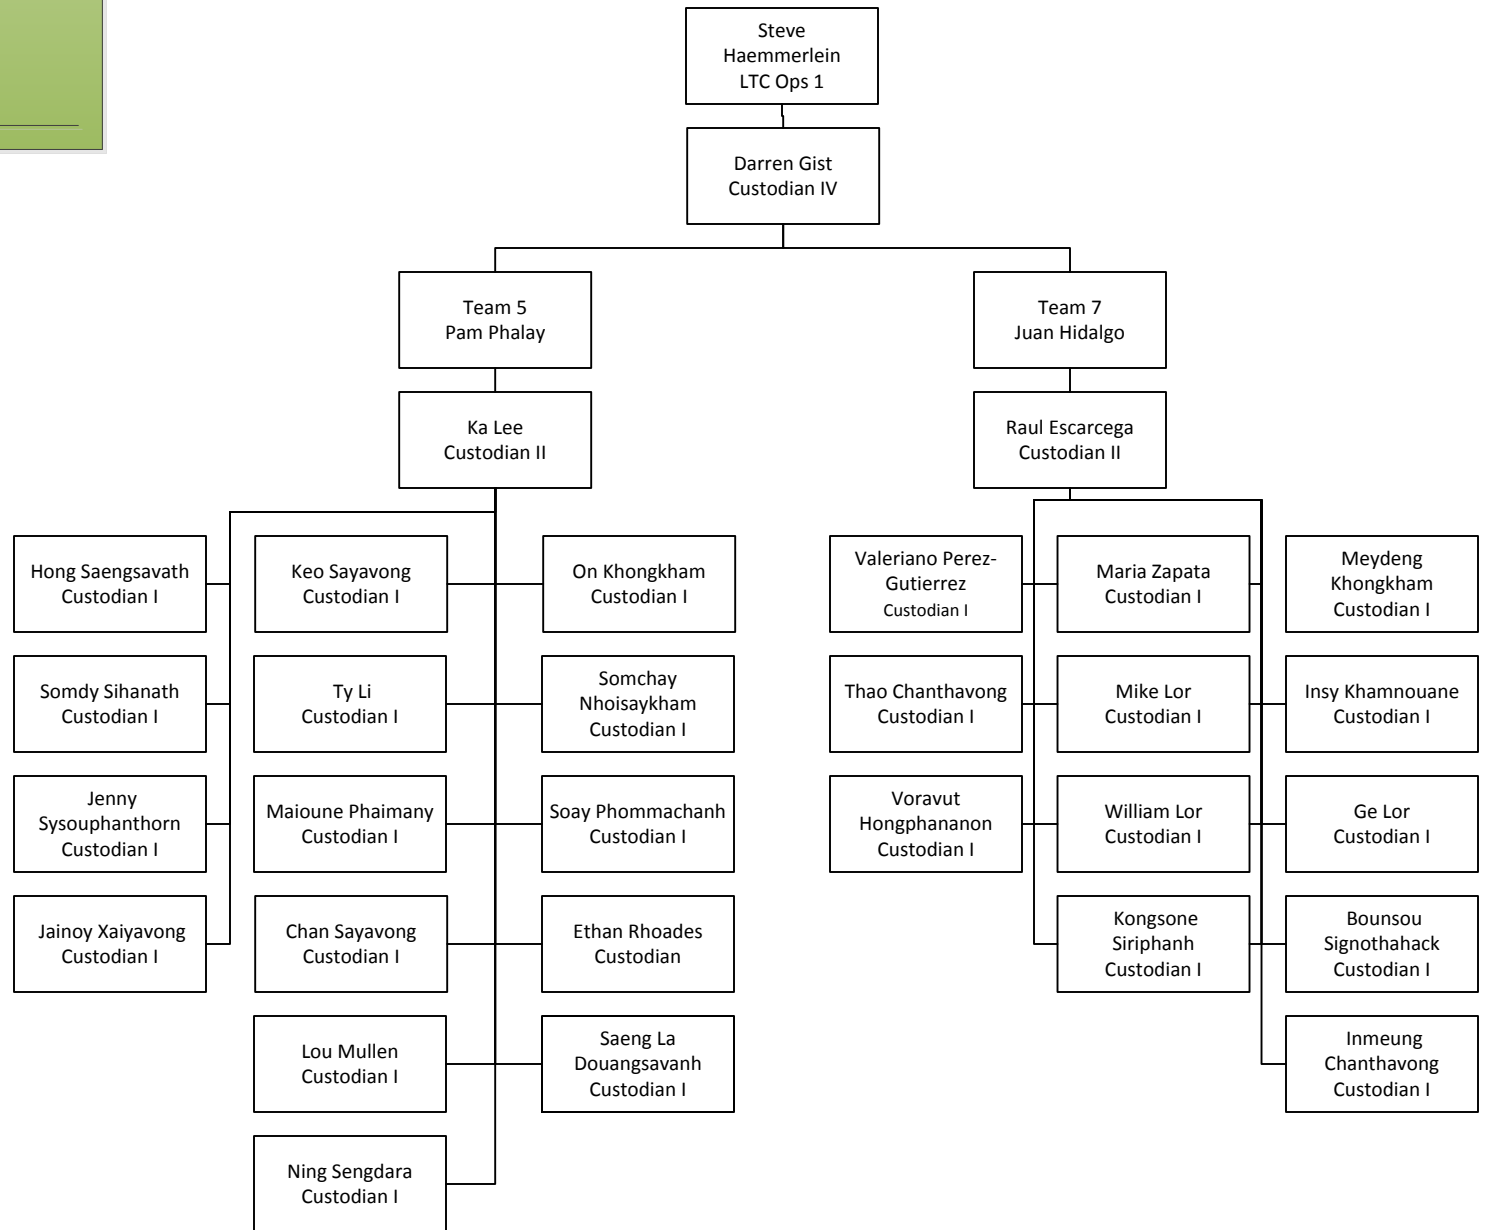 Steve
Haemmerlein
LTC Ops 1
Darren Gist
Custodian IV
Team 5
Pam Phalay
Team 7
Juan Hidalgo
Ka Lee
Custodian II
Raul Escarcega
Custodian II
Hong Saengsavath
Custodian I
Keo Sayavong
Custodian I
On Khongkham
Custodian I
Valeriano Perez-
Gutierrez
Custodian I
Maria Zapata
Custodian I
Meydeng
Khongkham
Custodian I
Somdy Sihanath
Custodian I
Ty Li
Custodian I
Somchay
Nhoisaykham
Custodian I
Thao Chanthavong
Custodian I
Mike Lor
Custodian I
Insy Khamnouane
Custodian I
Jenny
Sysouphanthorn
Custodian I
Maioune Phaimany
Custodian I
Soay Phommachanh
Custodian I
Voravut
Hongphananon
Custodian I
William Lor
Custodian I
Ge Lor
Custodian I
Jainoy Xaiyavong
Custodian I
Chan Sayavong
Custodian I
Ethan Rhoades
Custodian
Kongsone
Siriphanh
Custodian I
Bounsou
Signothahack
Custodian I
Lou Mullen
Custodian I
Saeng La
Douangsavanh
Custodian I
Inmeung
Chanthavong
Custodian I
Ning Sengdara
Custodian I